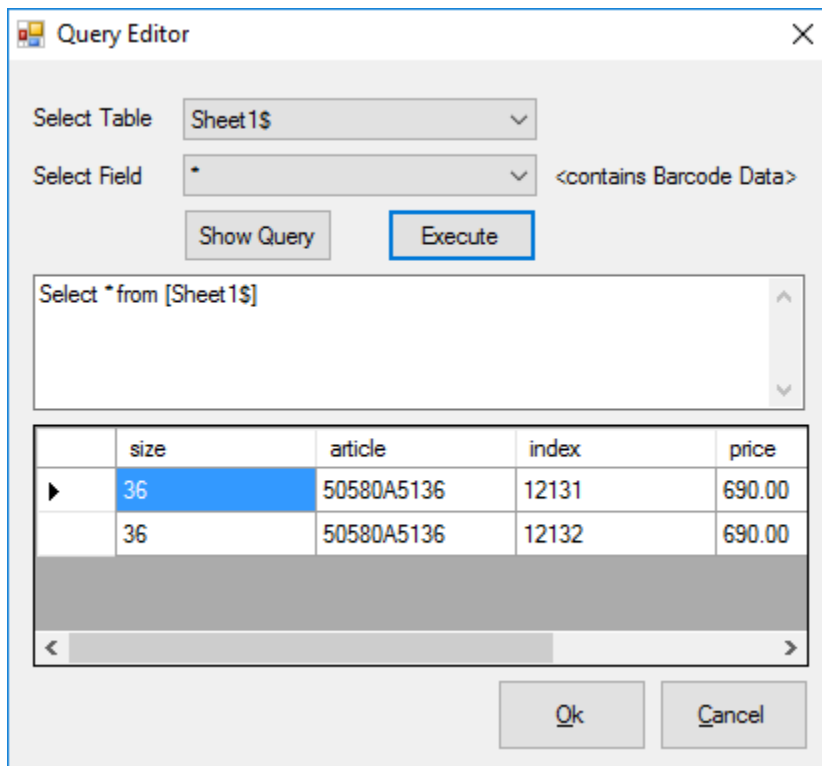 Query Editor
Select Table Sheet1$
Select Field * <contains Barcode Data>
Show Query Execute
Select * from [Sheet1$]
size article index price
36 50580A5136 12131 690.00
36 50580A5136 12132 690.00
Ok Cancel